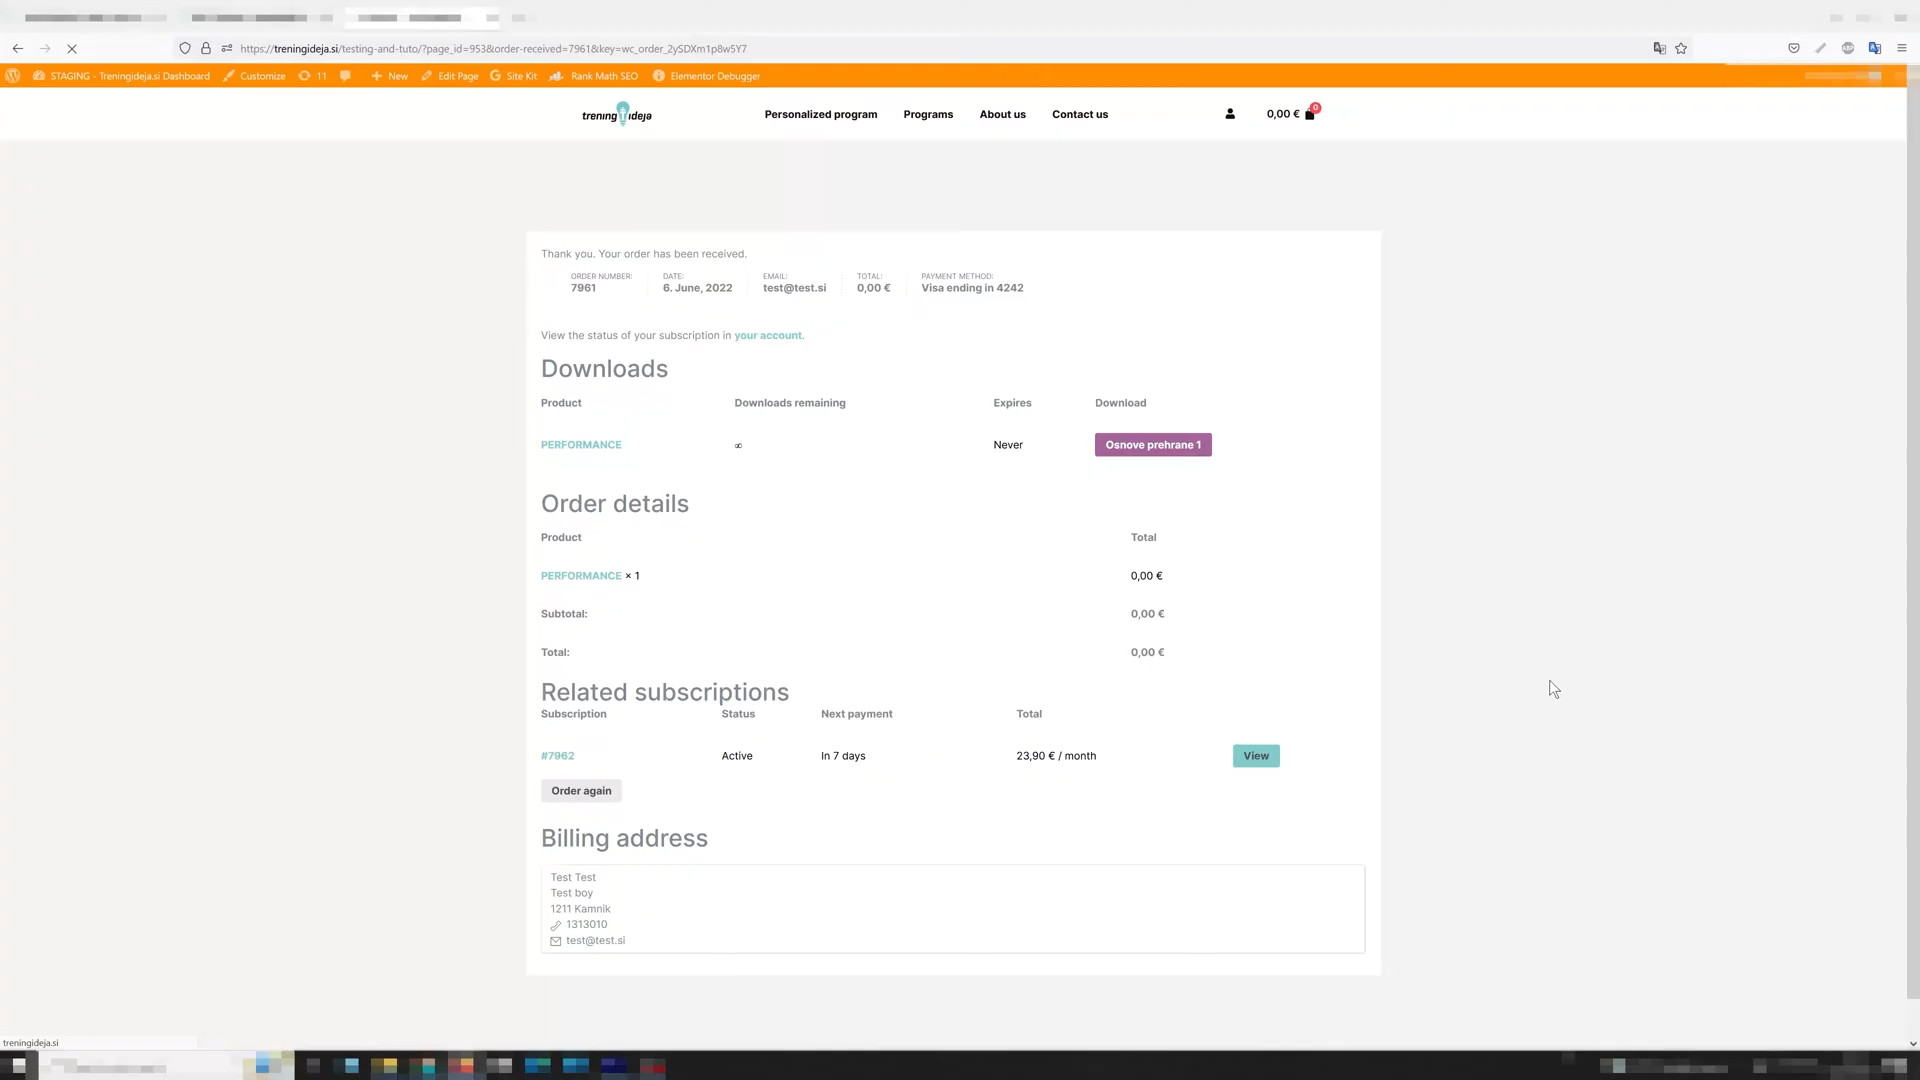 https://treningideja.si/testing-and-tuto/?page_id=953&order-received=7961&key=wc_order_2ySDXm1p8w5Y7
STAGING - Treningideja.si Dashboard Customize 11 New Edit Page Site Kit Rank Math SEO Elementor Debugger
trening ideja Personalized program Programs About us Contact us 0,00 € 0
Thank you. Your order has been received.
ORDER NUMBER: DATE: EMAIL: TOTAL: PAYMENT METHOD:
7961 6. June, 2022 test@test.si 0,00 € Visa ending in 4242
View the status of your subscription in your account.
Downloads
Product Downloads remaining Expires Download
PERFORMANCE ∞ Never Osnove prehrane 1
Order details
Product Total
PERFORMANCE × 1 0,00 €
Subtotal: 0,00 €
Total: 0,00 €
Related subscriptions
Subscription Status Next payment Total
#7962 Active In 7 days 23,90 € / month View
Order again
Billing address
Test Test
Test boy
1211 Kamnik
1313010
test@test.si
treningideja.si